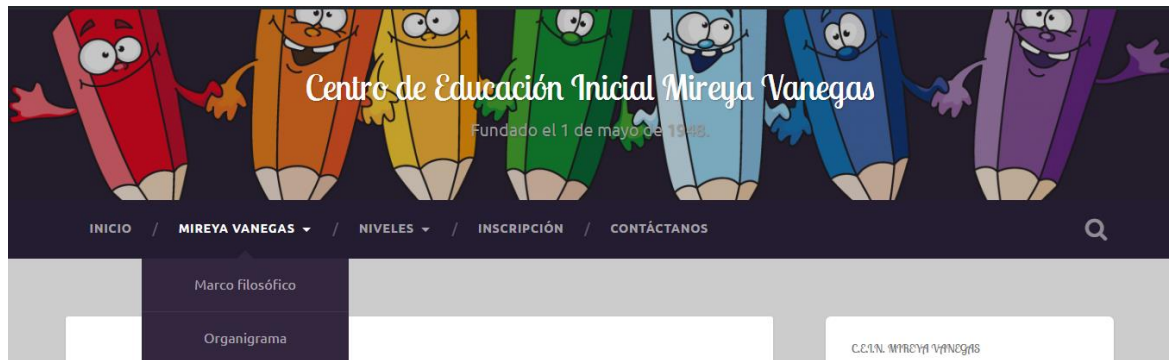 Centro de Educación Inicial Mireya Vanegas
Fundado el 1 de mayo de 1948.
INICIO / MIREYA VANEGAS / NIVELES / INSCRIPCIÓN / CONTÁCTANOS
Marco filosófico
Organigrama
C.E.I.N. MIREYA VANEGAS